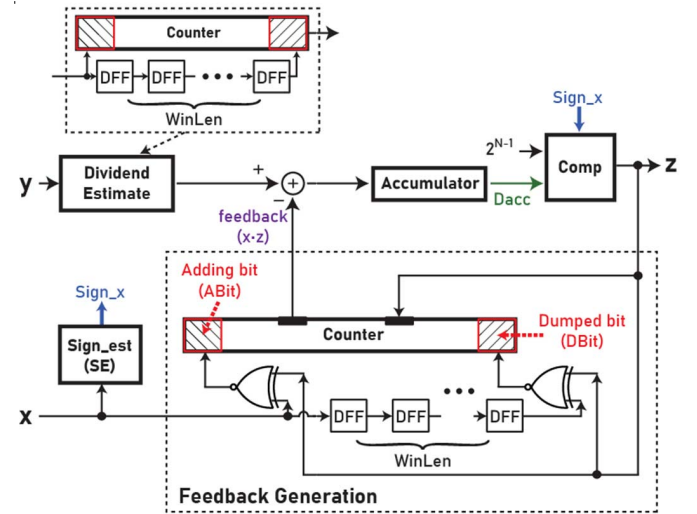 Counter
DFF
DFF
DFF
WinLen
Sign_x
2^{N-1}
y
Dividend
Estimate
+
+
−
Accumulator
Dacc
Comp
z
feedback
(x·z)
Adding bit
(ABit)
Sign_x
Counter
Dumped bit
(DBit)
Sign_est
(SE)
x
DFF
DFF
DFF
WinLen
Feedback Generation